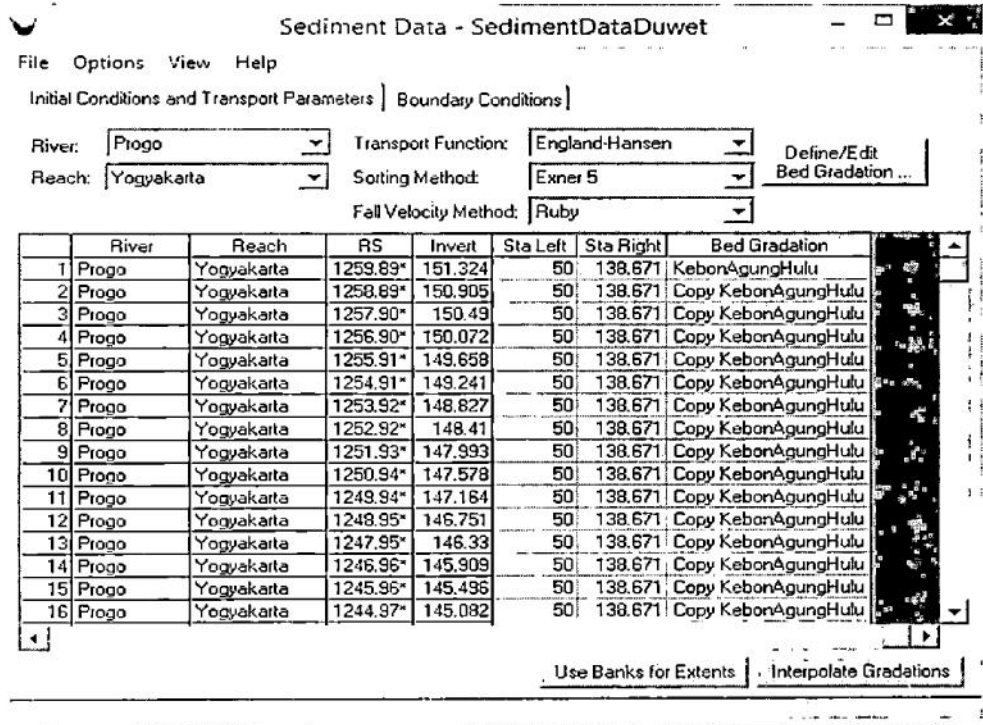 Sediment Data - SedimentDataDuwet
File Options View Help
Initial Conditions and Transport Parameters Boundary Conditions
River: Progo Transport Function: England-Hansen Define/Edit Bed Gradation ...
Reach: Yogyakarta Sorting Method: Exner 5
Fall Velocity Method: Ruby
River Reach RS Invert Sta Left Sta Right Bed Gradation
1 Progo Yogyakarta 1259.89* 151.324 50 138.671 KebonAgungHulu
2 Progo Yogyakarta 1258.89* 150.905 50 138.671 Copy KebonAgungHulu
3 Progo Yogyakarta 1257.90* 150.49 50 138.671 Copy KebonAgungHulu
4 Progo Yogyakarta 1256.90* 150.072 50 138.671 Copy KebonAgungHulu
5 Progo Yogyakarta 1255.91* 149.658 50 138.671 Copy KebonAgungHulu
6 Progo Yogyakarta 1254.91* 149.241 50 138.671 Copy KebonAgungHulu
7 Progo Yogyakarta 1253.92* 148.827 50 138.671 Copy KebonAgungHulu
8 Progo Yogyakarta 1252.92* 148.41 50 138.671 Copy KebonAgungHulu
9 Progo Yogyakarta 1251.93* 147.993 50 138.671 Copy KebonAgungHulu
10 Progo Yogyakarta 1250.94* 147.578 50 138.671 Copy KebonAgungHulu
11 Progo Yogyakarta 1249.94* 147.164 50 138.671 Copy KebonAgungHulu
12 Progo Yogyakarta 1248.95* 146.751 50 138.671 Copy KebonAgungHulu
13 Progo Yogyakarta 1247.95* 146.33 50 138.671 Copy KebonAgungHulu
14 Progo Yogyakarta 1246.96* 145.909 50 138.671 Copy KebonAgungHulu
15 Progo Yogyakarta 1245.96* 145.496 50 138.671 Copy KebonAgungHulu
16 Progo Yogyakarta 1244.97* 145.082 50 138.671 Copy KebonAgungHulu
Use Banks for Extents Interpolate Gradations